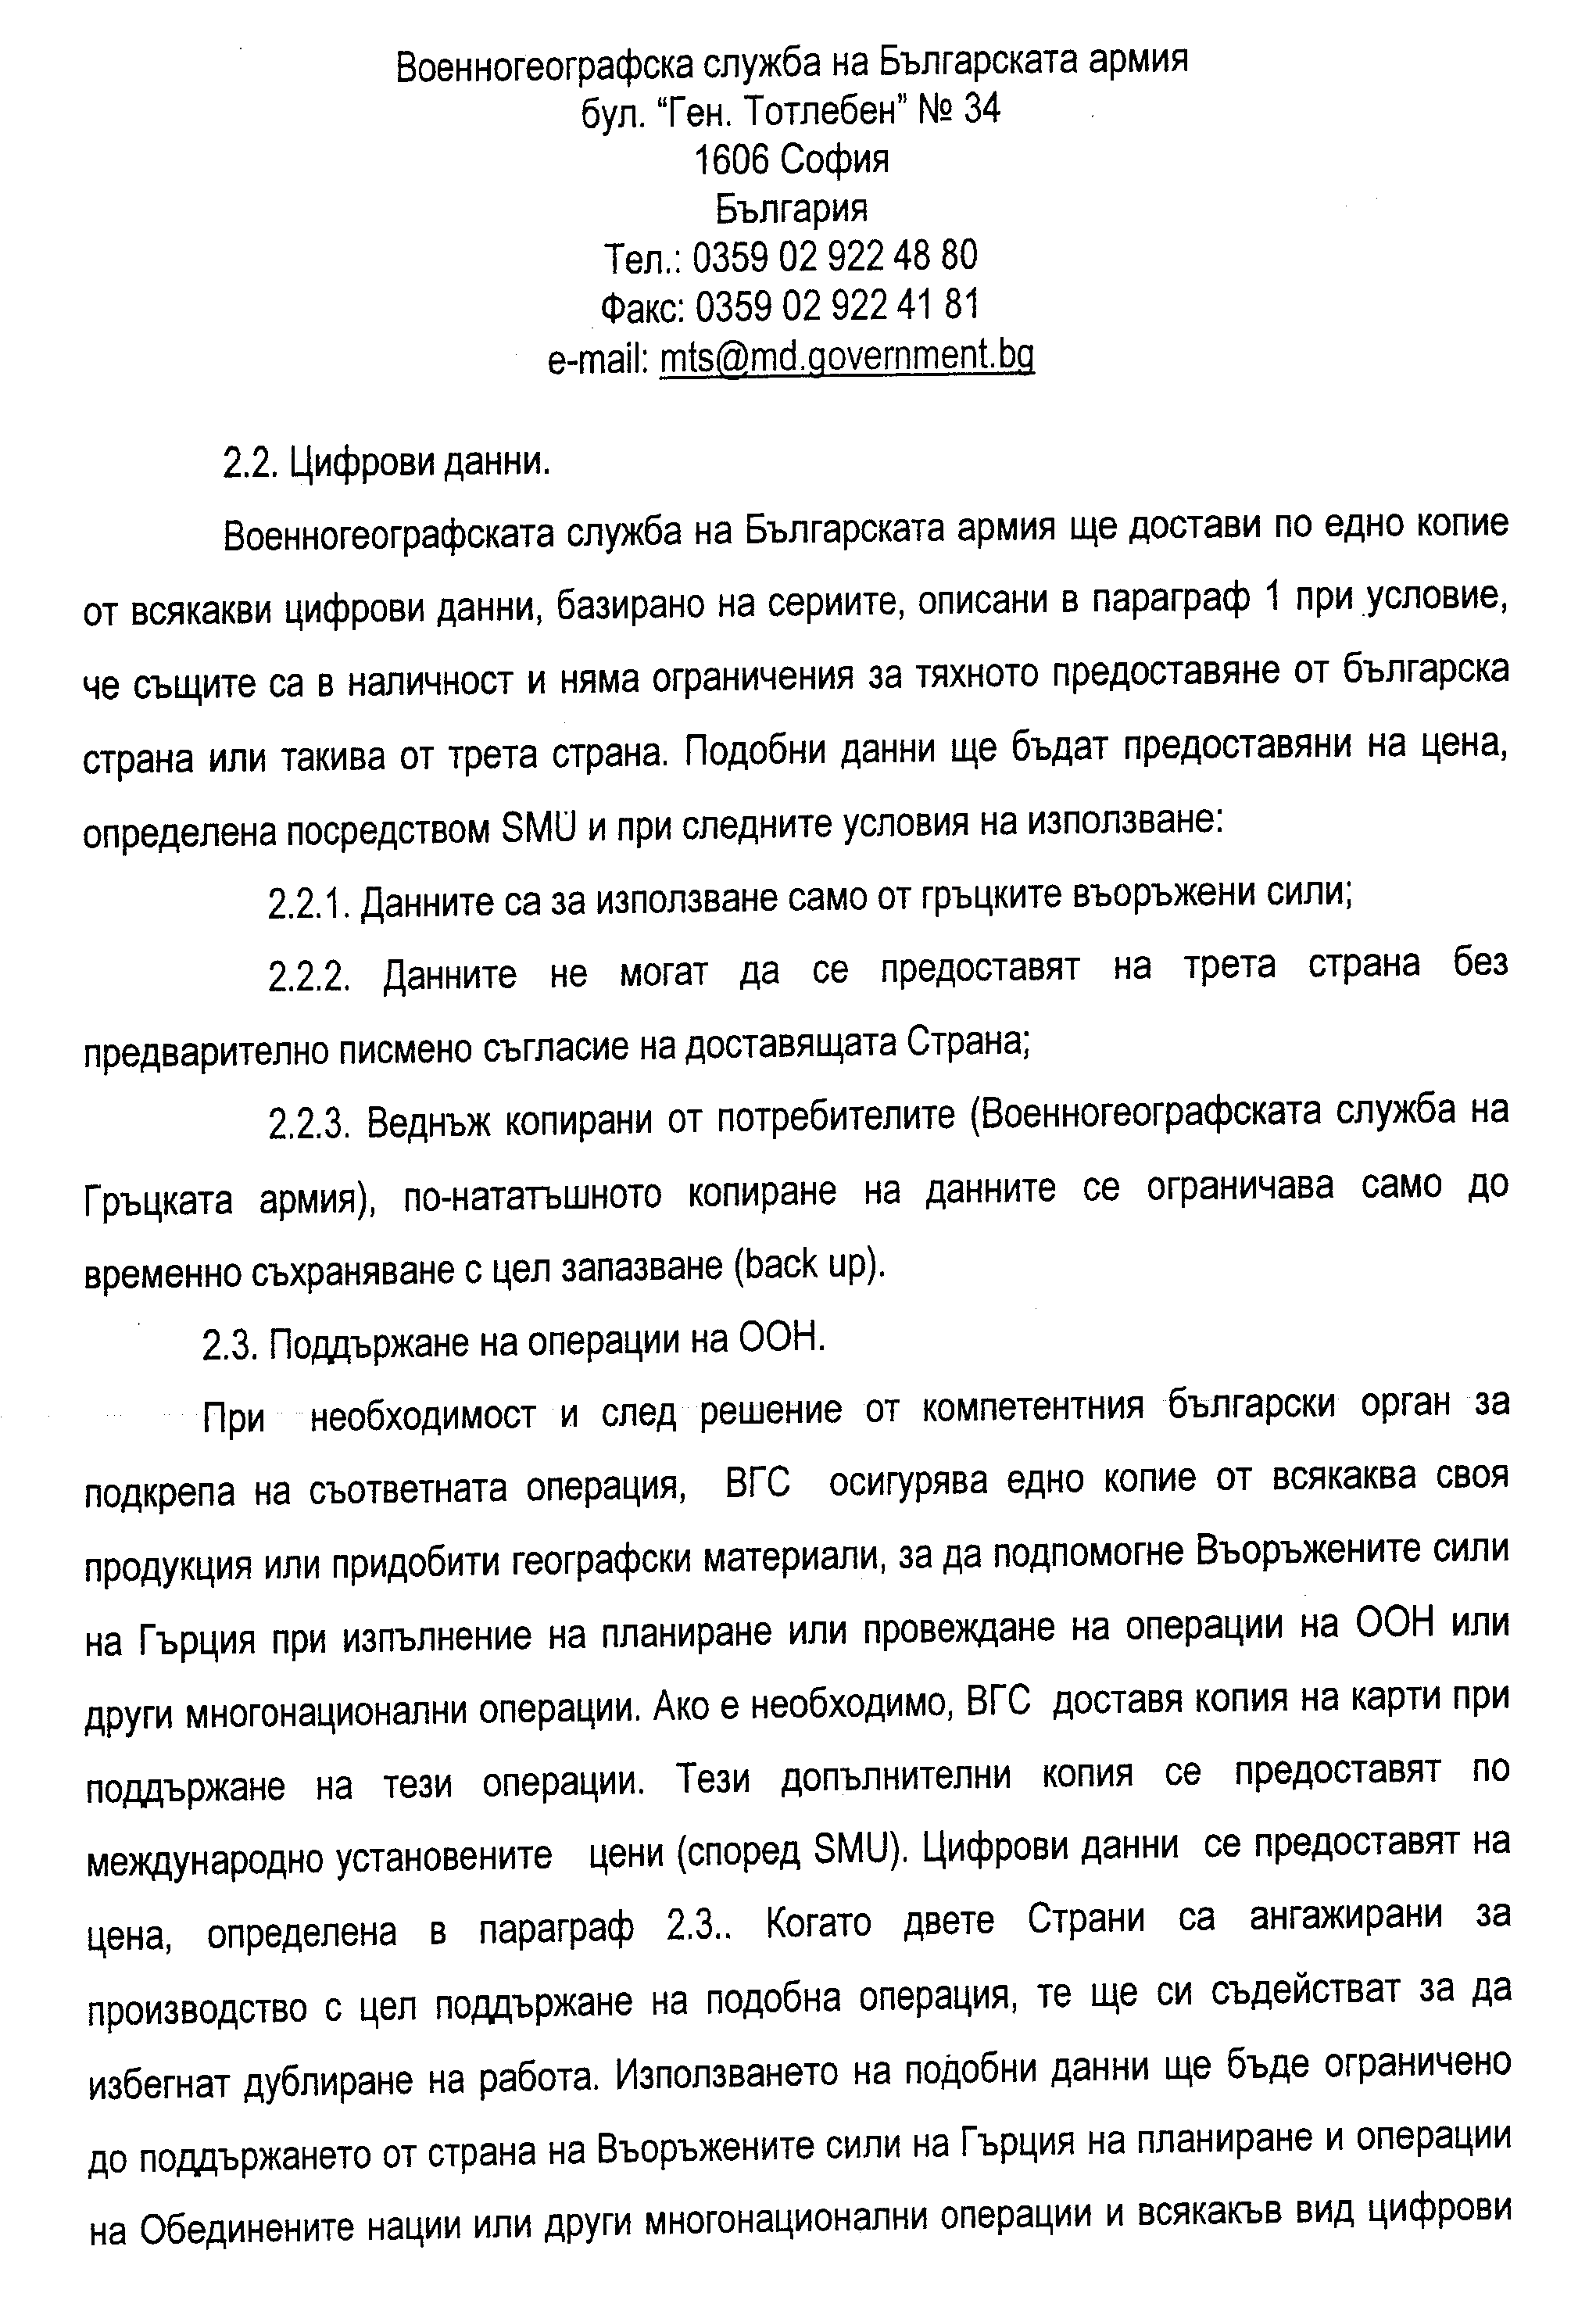 Военногеографска служба на Българската армия
бул. “Ген. Тотлебен” № 34
1606 София
България
Тел.: 0359 02 922 48 80
Факс: 0359 02 922 41 81
e-mail: mts@md.government.bg
2.2. Цифрови данни.
Военногеографската служба на Българската армия ще достави по едно копие
от всякакви цифрови данни, базирано на сериите, описани в параграф 1 при условие,
че същите са в наличност и няма ограничения за тяхното предоставяне от българска
страна или такива от трета страна. Подобни данни ще бъдат предоставяни на цена,
определена посредством SMU и при следните условия на използване:
2.2.1. Данните са за използване само от гръцките въоръжени сили;
2.2.2. Данните не могат да се предоставят на трета страна без
предварително писмено съгласие на доставящата Страна;
2.2.3. Веднъж копирани от потребителите (Военногеографската служба на
Гръцката армия), по-нататъшното копиране на данните се ограничава само до
временно съхраняване с цел запазване (back up).
2.3. Поддържане на операции на ООН.
При необходимост и след решение от компетентния български орган за
подкрепа на съответната операция, ВГС осигурява едно копие от всякаква своя
продукция или придобити географски материали, за да подпомогне Въоръжените сили
на Гърция при изпълнение на планиране или провеждане на операции на ООН или
други многонационални операции. Ако е необходимо, ВГС доставя копия на карти при
поддържане на тези операции. Тези допълнителни копия се предоставят по
международно установените цени (според SMU). Цифрови данни се предоставят на
цена, определена в параграф 2.3.. Когато двете Страни са ангажирани за
производство с цел поддържане на подобна операция, те ще си съдействат за да
избегнат дублиране на работа. Използването на подобни данни ще бъде ограничено
до поддържането от страна на Въоръжените сили на Гърция на планиране и операции
на Обединените нации или други многонационални операции и всякакъв вид цифрови